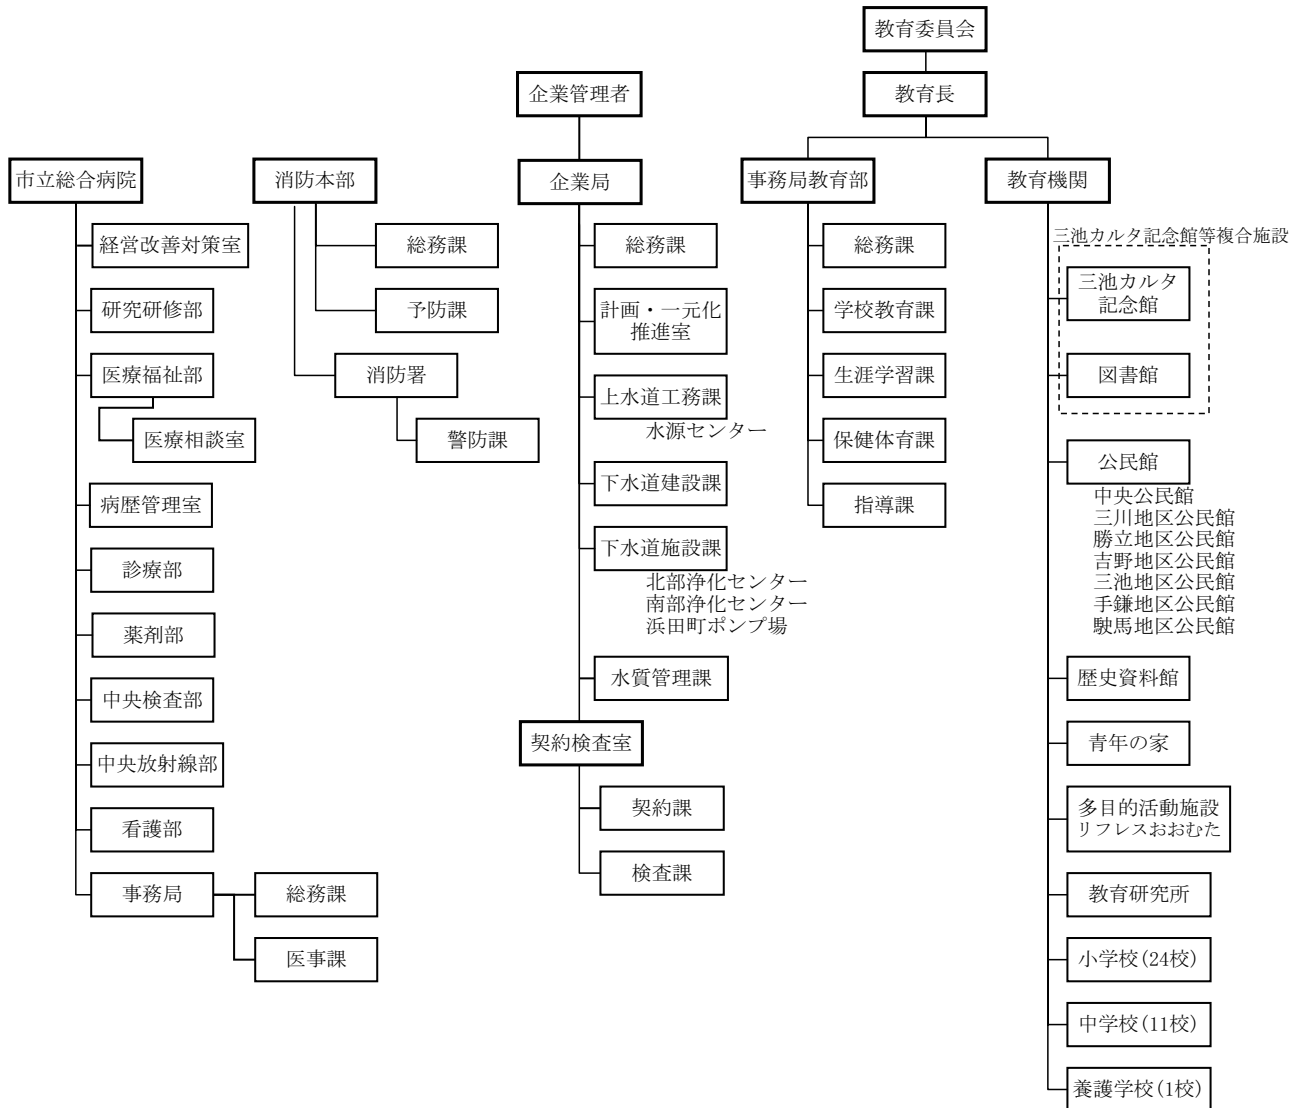 教育委員会
教育長
企業管理者
市立総合病院
経営改善対策室
研究研修部
医療福祉部
医療相談室
病歴管理室
診療部
薬剤部
中央検査部
中央放射線部
看護部
事務局
総務課
医事課
消防本部
総務課
予防課
消防署
警防課
企業局
総務課
計画・一元化
推進室
上水道工務課
水源センター
下水道建設課
下水道施設課
北部浄化センター
南部浄化センター
浜田町ポンプ場
水質管理課
契約検査室
契約課
検査課
事務局教育部
総務課
学校教育課
生涯学習課
保健体育課
指導課
教育機関
三池カルタ記念館等複合施設
三池カルタ
記念館
図書館
公民館
中央公民館
三川地区公民館
勝立地区公民館
吉野地区公民館
三池地区公民館
手鎌地区公民館
駛馬地区公民館
歴史資料館
青年の家
多目的活動施設
リフレスおおむた
教育研究所
小学校(24校)
中学校(11校)
養護学校(1校)